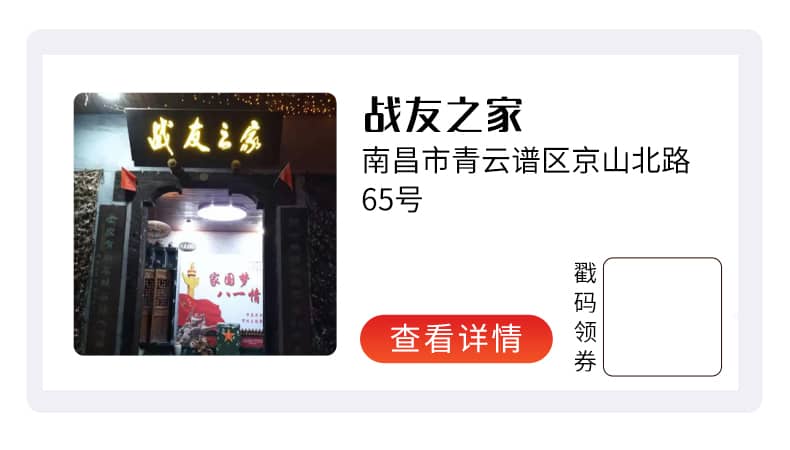 战友之家
战友之家
南昌市青云谱区京山北路
65号
家国梦
八一情
查看详情
戳码领券